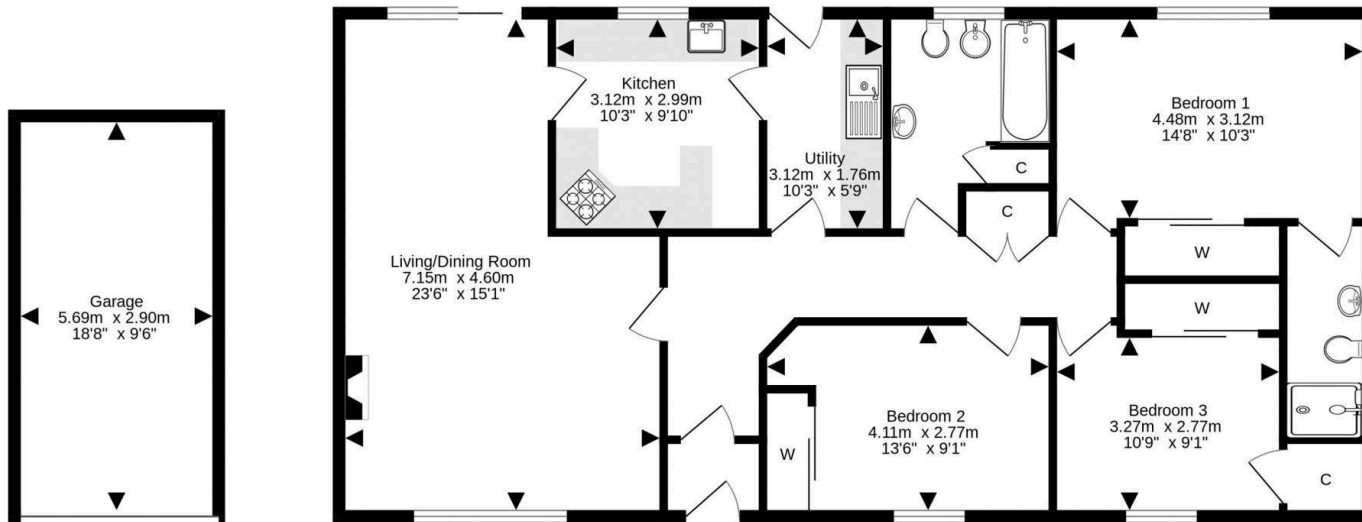 Garage
5.69m x 2.90m
18'8" x 9'6"
Living/Dining Room
7.15m x 4.60m
23'6" x 15'1"
Kitchen
3.12m x 2.99m
10'3" x 9'10"
Utility
3.12m x 1.76m
10'3" x 5'9"
C
C
Bedroom 1
4.48m x 3.12m
14'8" x 10'3"
W
W
Bedroom 2
4.11m x 2.77m
13'6" x 9'1"
W
Bedroom 3
3.27m x 2.77m
10'9" x 9'1"
C